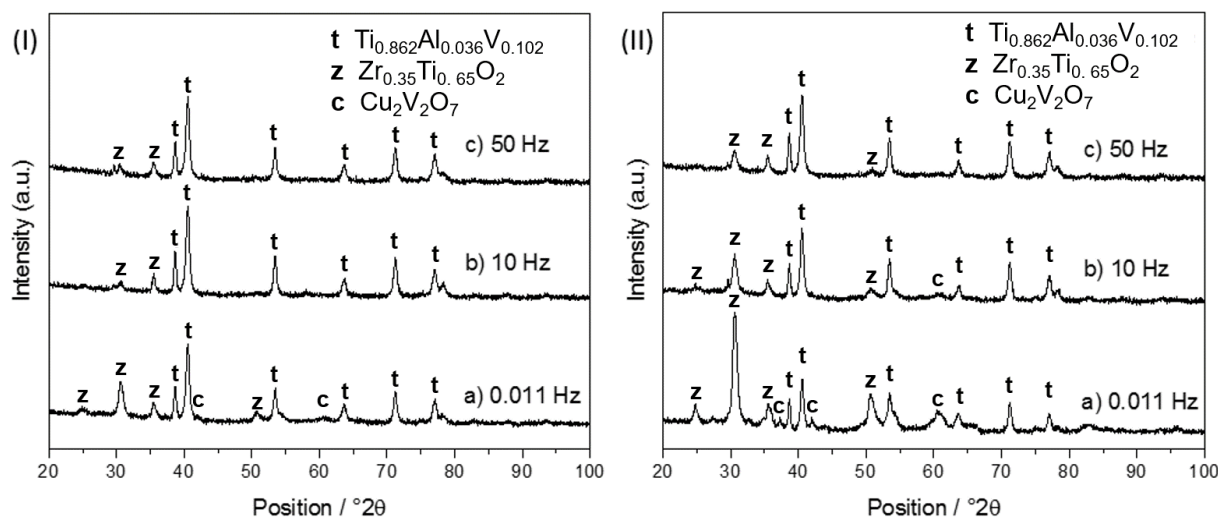 (I)
t Ti0.862Al0.036V0.102
z Zr0.35Ti0. 65O2
c Cu2V2O7
t
z z t t t t t
c) 50 Hz
t
z z t t t t t
b) 10 Hz
t
z z z t c z t c t t t
a) 0.011 Hz
Intensity (a.u.)
20 30 40 50 60 70 80 90 100
Position / °2θ
(II)
t Ti0.862Al0.036V0.102
z Zr0.35Ti0. 65O2
c Cu2V2O7
t
z z t z t t t t
c) 50 Hz
t
z z z t z t c t t t
b) 10 Hz
z
t
z z c t c z t c t t t
a) 0.011 Hz
Intensity (a.u.)
20 30 40 50 60 70 80 90 100
Position / °2θ